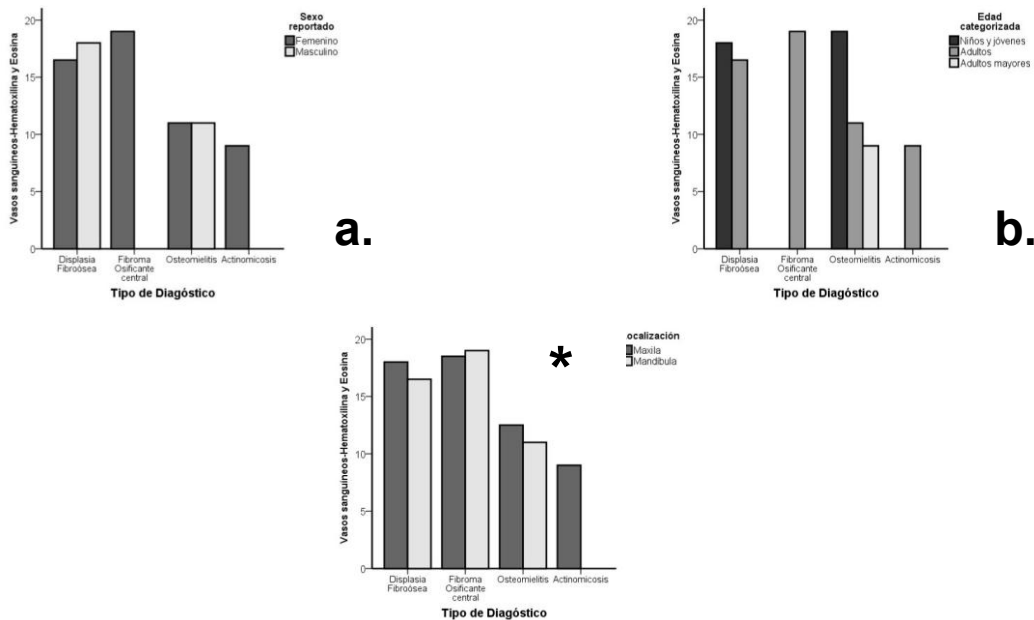 Sexo
reportado
Femenino
Masculino
Vasos sanguineos-Hematoxilina y Eosina
20
15
10
5
0
Displasia
Fibroósea
Fibroma
Osificante
central
Osteomielitis
Actinomicosis
Tipo de Diagóstico
a.
Edad
categorizada
Niños y jóvenes
Adultos
Adultos mayores
Vasos sanguineos-Hematoxilina y Eosina
20
15
10
5
0
Displasia
Fibroósea
Fibroma
Osificante
central
Osteomielitis
Actinomicosis
Tipo de Diagóstico
b.
ocalización
Maxila
Mandíbula
*
Vasos sanguineos-Hematoxilina y Eosina
20
15
10
5
0
Displasia
Fibroósea
Fibroma
Osificante
central
Osteomielitis
Actinomicosis
Tipo de Diagóstico